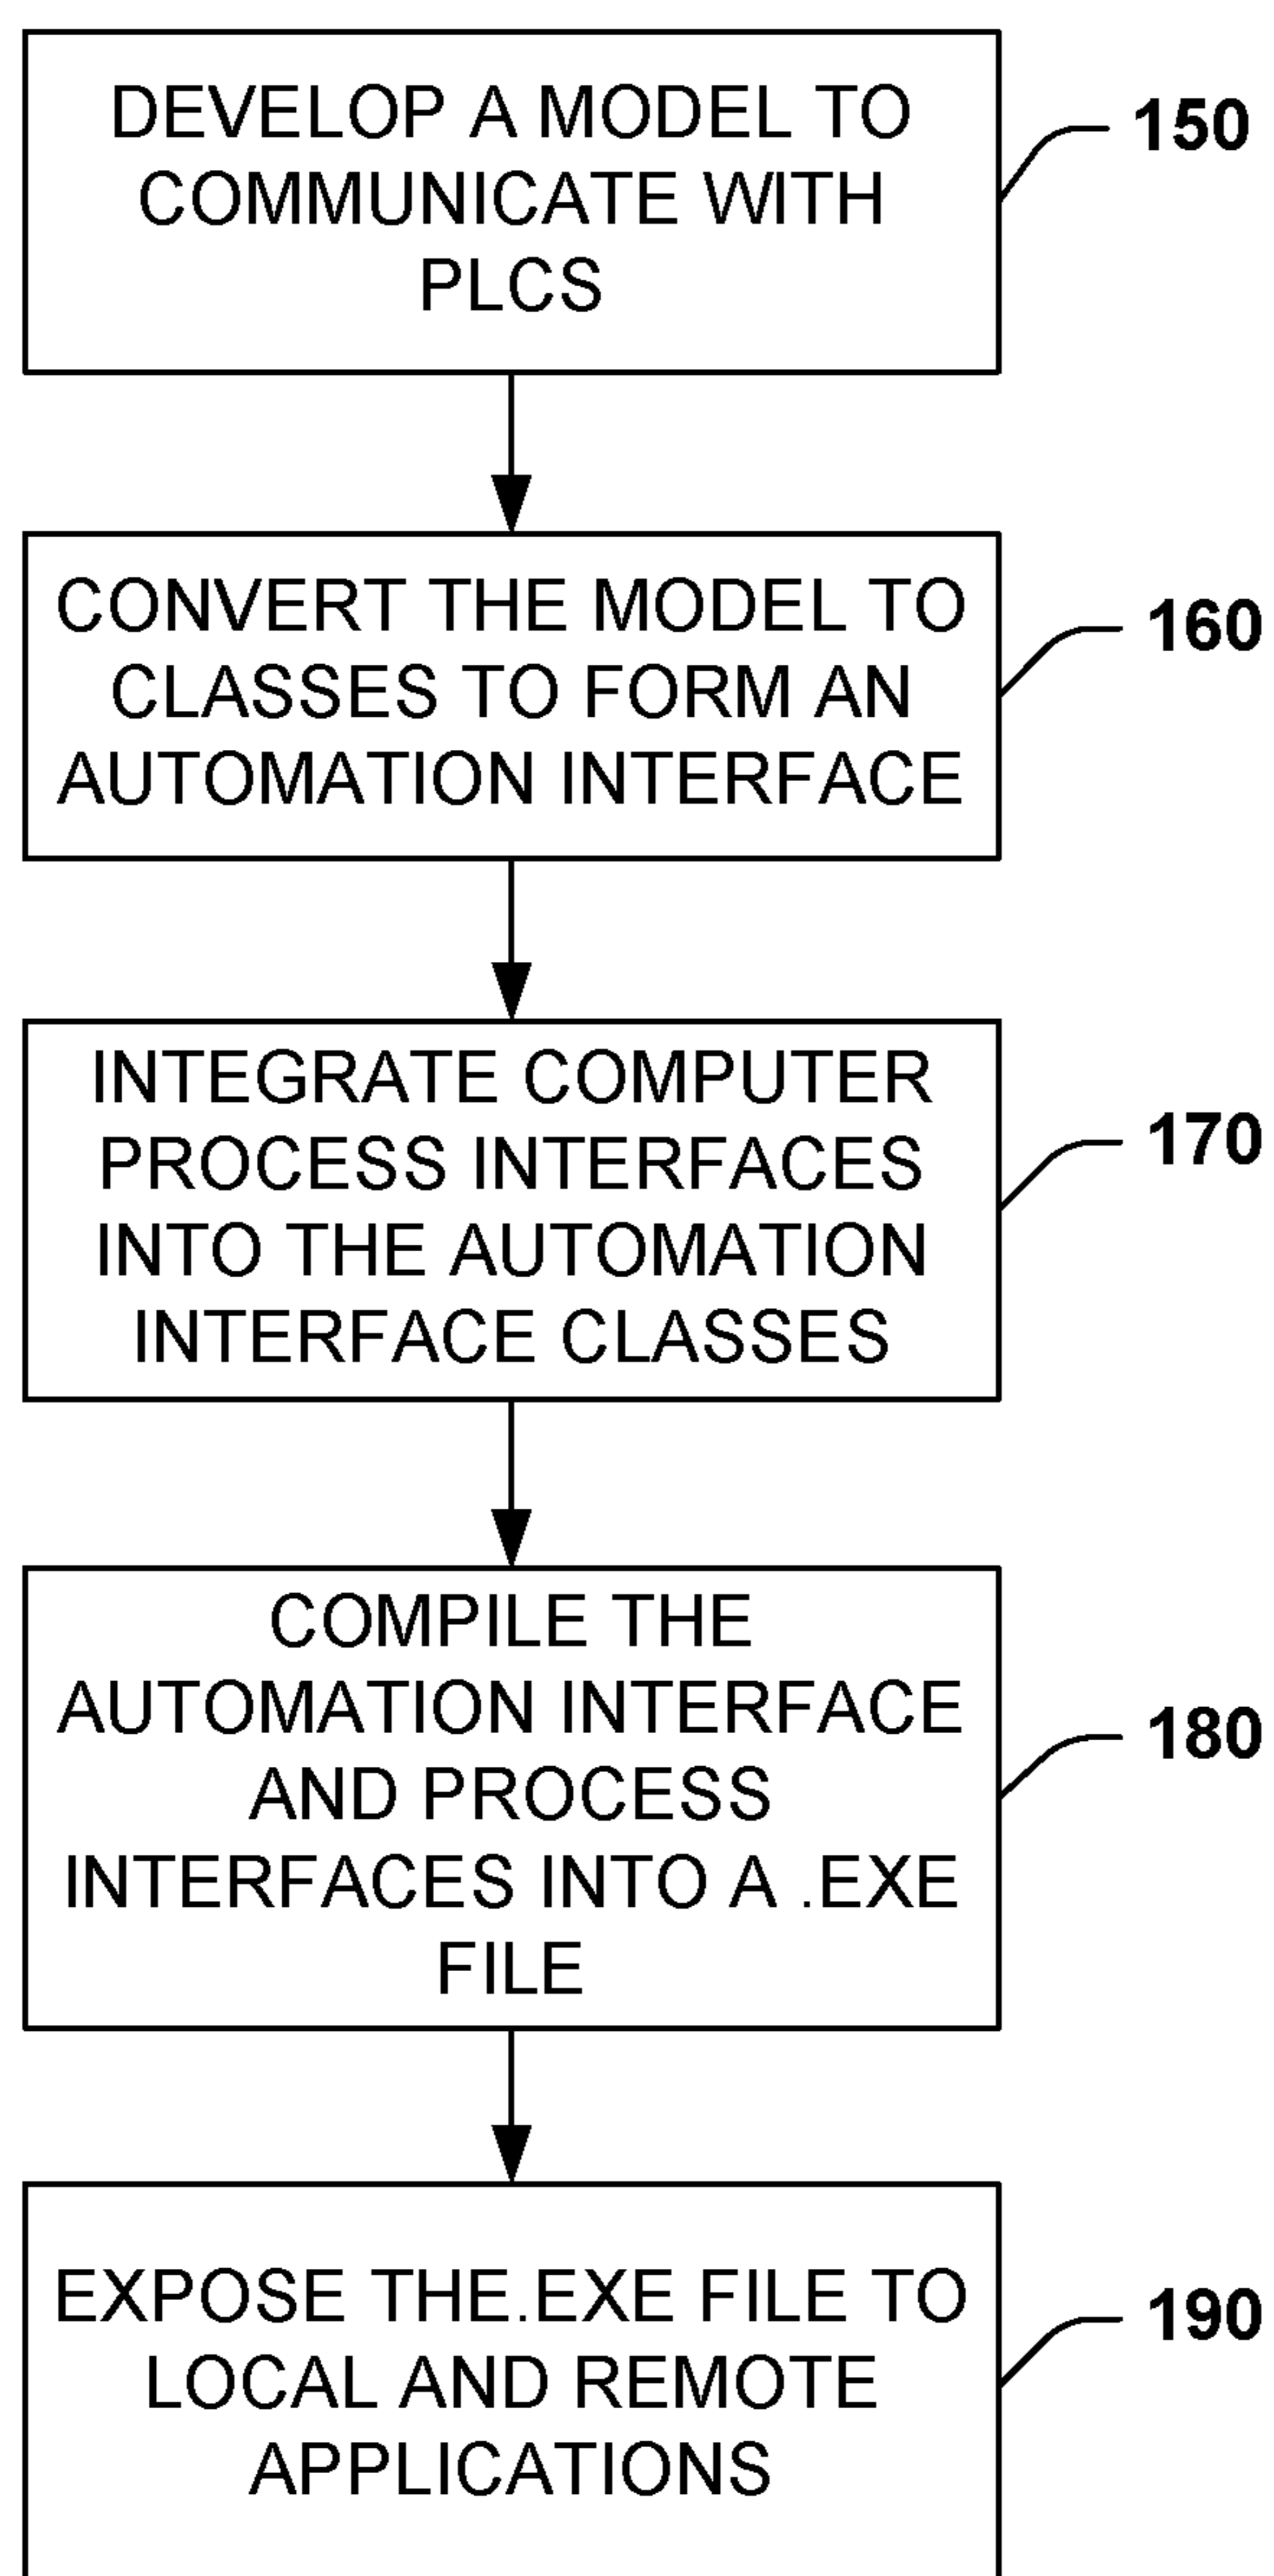 DEVELOP A MODEL TO
COMMUNICATE WITH
PLCS
150
CONVERT THE MODEL TO
CLASSES TO FORM AN
AUTOMATION INTERFACE
160
INTEGRATE COMPUTER
PROCESS INTERFACES
INTO THE AUTOMATION
INTERFACE CLASSES
170
COMPILE THE
AUTOMATION INTERFACE
AND PROCESS
INTERFACES INTO A .EXE
FILE
180
EXPOSE THE.EXE FILE TO
LOCAL AND REMOTE
APPLICATIONS
190